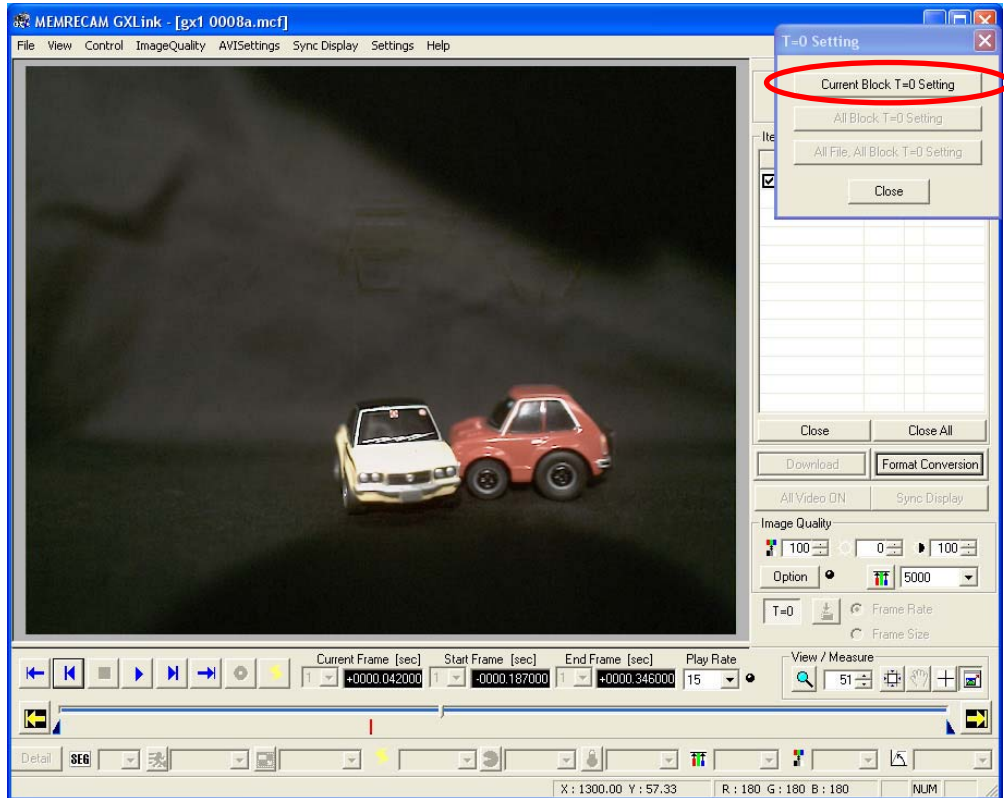 MEMRECAM GXLink - [gx1 0008a.mcf]
File View Control ImageQuality AVISettings Sync Display Settings Help
T=0 Setting
Current Block T=0 Setting
All Block T=0 Setting
All File, All Block T=0 Setting
Close
Ite
Close Close All
Download Format Conversion
All Video ON Sync Display
Image Quality
100 0 100
Option 5000
T=0 Frame Rate
Frame Size
Current Frame [sec] Start Frame [sec] End Frame [sec] Play Rate View / Measure
1 +0000.042000 1 -0000.187000 1 +0000.346000 15 51
Detail SEG
X : 1300.00 Y : 57.33 R : 180 G : 180 B : 180 NUM